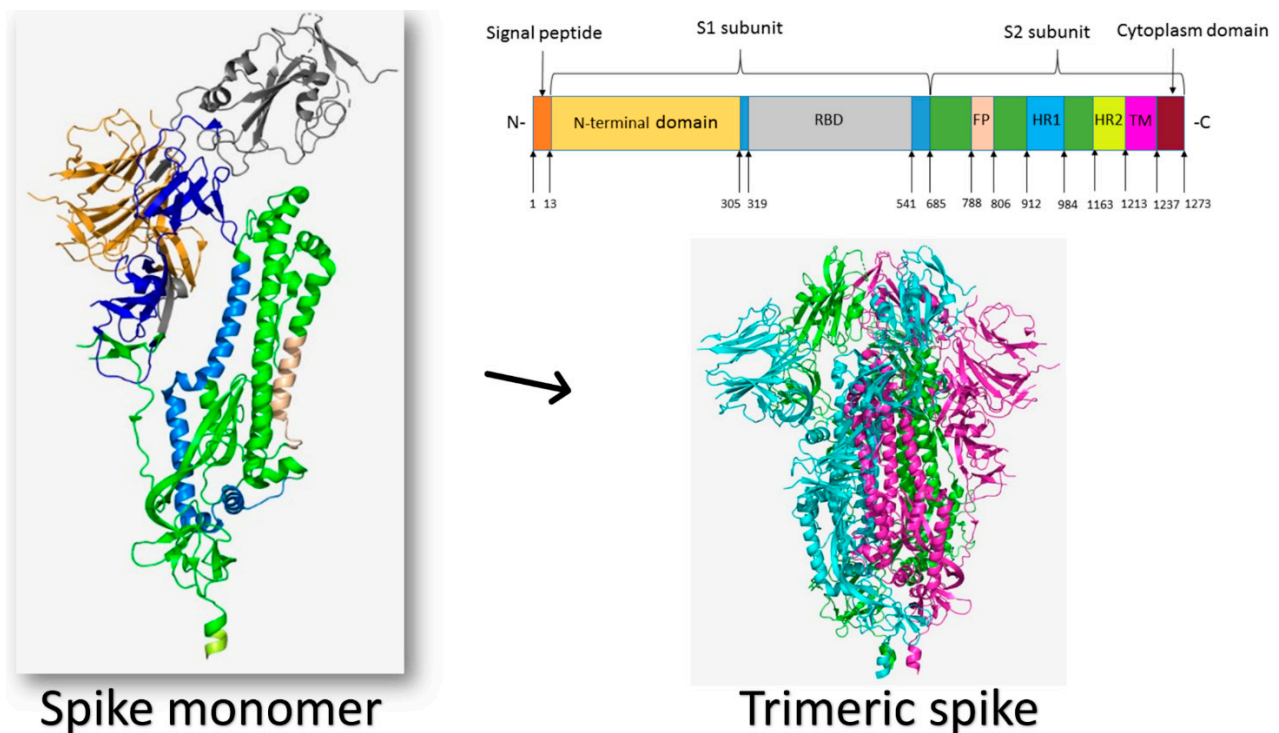 Signal peptide
S1 subunit
S2 subunit
Cytoplasm domain
N-
N-terminal domain
RBD
FP
HR1
HR2
TM
-C
1 13 305 319 541 685 788 806 912 984 1163 1213 1237 1273
Spike monomer
Trimeric spike